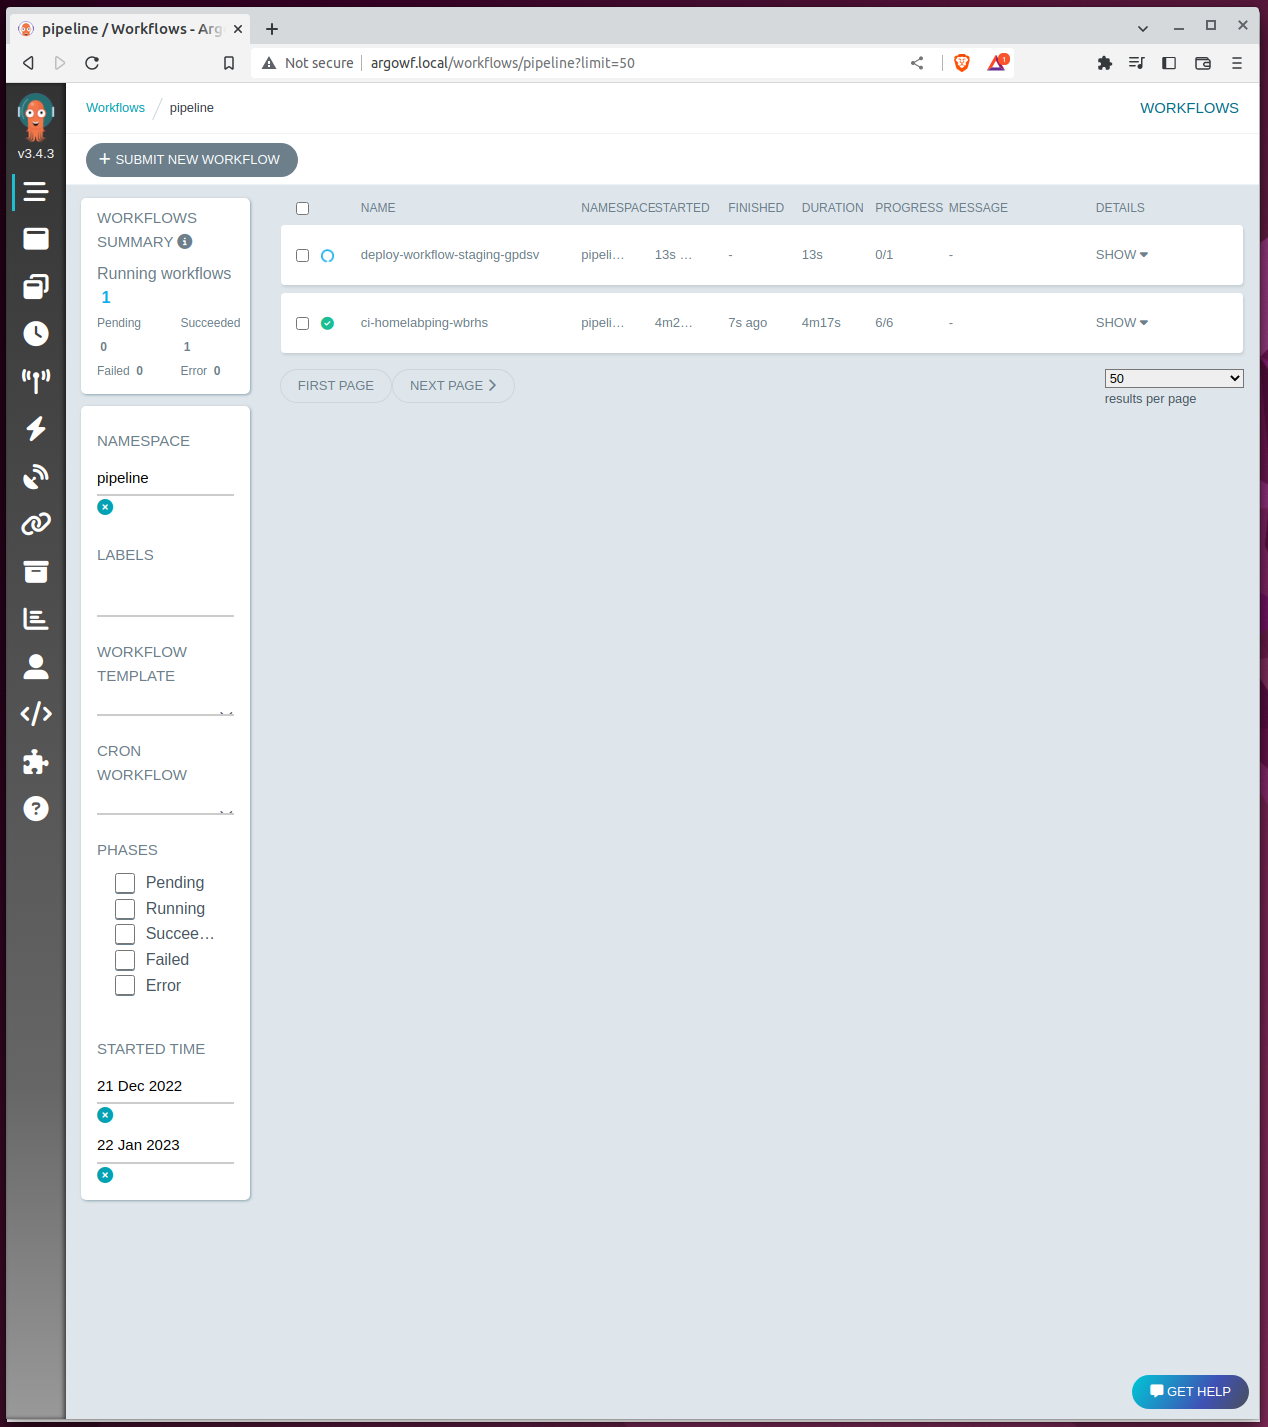 pipeline / Workflows - Arg
Not secure argowf.local/workflows/pipeline?limit=50 1
v3.4.3
Workflows pipeline WORKFLOWS
SUBMIT NEW WORKFLOW
WORKFLOWS
SUMMARY
Running workflows
1
Pending Succeeded
0 1
Failed 0 Error 0
NAME NAMESPACE STARTED FINISHED DURATION PROGRESS MESSAGE DETAILS
deploy-workflow-staging-gpdsv pipeli… 13s … - 13s 0/1 - SHOW
ci-homelabping-wbrhs pipeli… 4m2… 7s ago 4m17s 6/6 - SHOW
FIRST PAGE NEXT PAGE 50
results per page
NAMESPACE
pipeline
LABELS
WORKFLOW
TEMPLATE
CRON
WORKFLOW
PHASES
Pending
Running
Succee…
Failed
Error
STARTED TIME
21 Dec 2022
22 Jan 2023
GET HELP